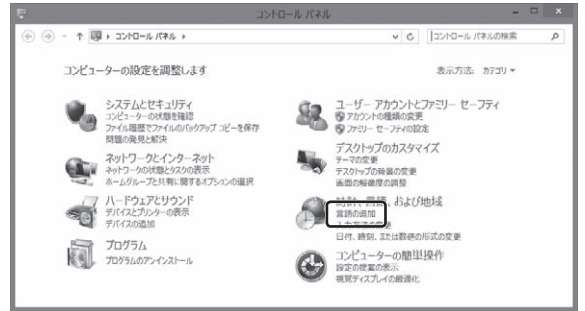 コントロール パネル
コントロール パネル
コントロール パネルの検索
コンピューターの設定を調整します
表示方法: カテゴリ
システムとセキュリティ
コンピューターの状態を確認
ファイル履歴でファイルのバックアップ コピーを保存
問題の発見と解決
ネットワークとインターネット
ネットワークの状態とタスクの表示
ホームグループと共有に関するオプションの選択
ハードウェアとサウンド
デバイスとプリンターの表示
デバイスの追加
プログラム
プログラムのアンインストール
ユーザー アカウントとファミリー セーフティ
アカウントの種類の変更
ファミリー セーフティの設定
デスクトップのカスタマイズ
テーマの変更
デスクトップの背景の変更
画面の解像度の調整
時計、言語、および地域
言語の追加
入力方法の変更
日付、時刻、または数値の形式の変更
コンピューターの簡単操作
設定の提案の表示
視覚ディスプレイの最適化